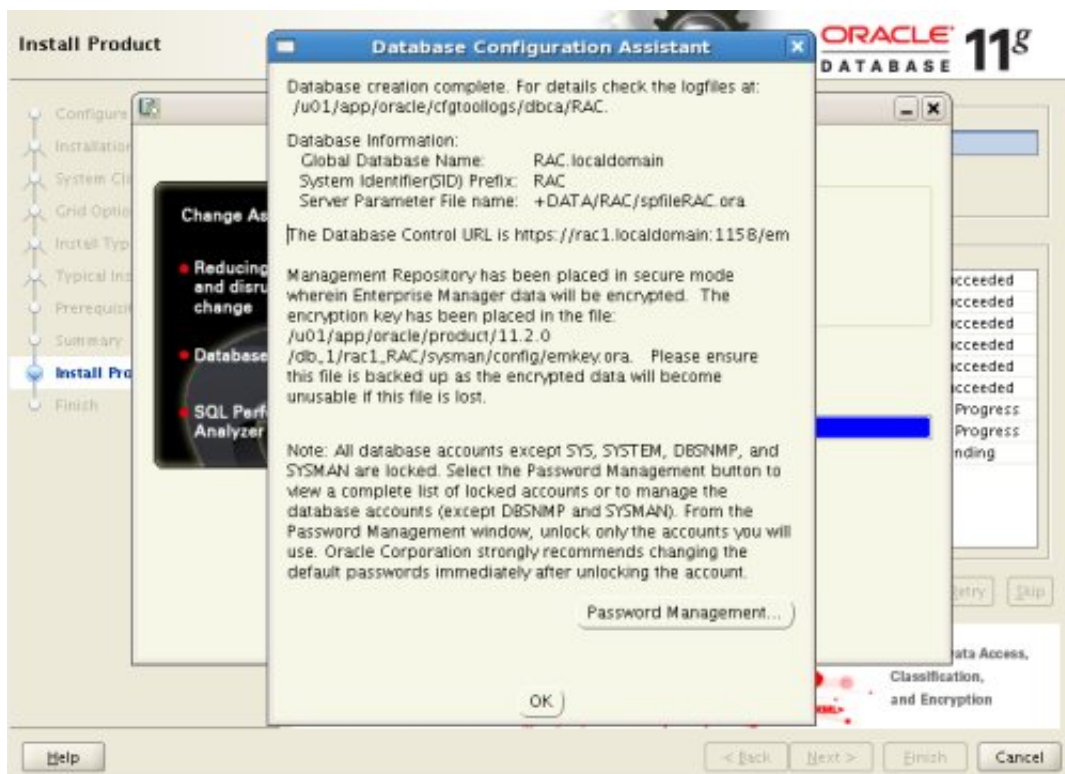 Install Product
Database Configuration Assistant
ORACLE 11g
DATABASE
Database creation complete. For details check the logfiles at:
/u01/app/oracle/cfgtoollogs/dbca/RAC.
Database Information:
Global Database Name: RAC.localdomain
System Identifier(SID) Prefix: RAC
Server Parameter File name: +DATA/RAC/spfileRAC.ora
The Database Control URL is https://rac1.localdomain:1158/em
Management Repository has been placed in secure mode
wherein Enterprise Manager data will be encrypted. The
encryption key has been placed in the file:
/u01/app/oracle/product/11.2.0
/db_1/rac1_RAC/sysman/config/emkey.ora. Please ensure
this file is backed up as the encrypted data will become
unusable if this file is lost.
Note: All database accounts except SYS, SYSTEM, DBSNMP, and
SYSMAN are locked. Select the Password Management button to
view a complete list of locked accounts or to manage the
database accounts (except DBSNMP and SYSMAN). From the
Password Management window, unlock only the accounts you will
use. Oracle Corporation strongly recommends changing the
default passwords immediately after unlocking the account.
Password Management...
OK
Configure
Installation
System Cl
Grid Optio
Install Typ
Typical Ins
Prerequisi
Summary
Install Pro
Finish
Change As
Reducing
and disru
change
Database
SQL Perf
Analyzer
cceeded
cceeded
cceeded
cceeded
cceeded
cceeded
Progress
Progress
nding
Retry
Skip
ata Access,
Classification,
and Encryption
Help
< Back
Next >
Finish
Cancel